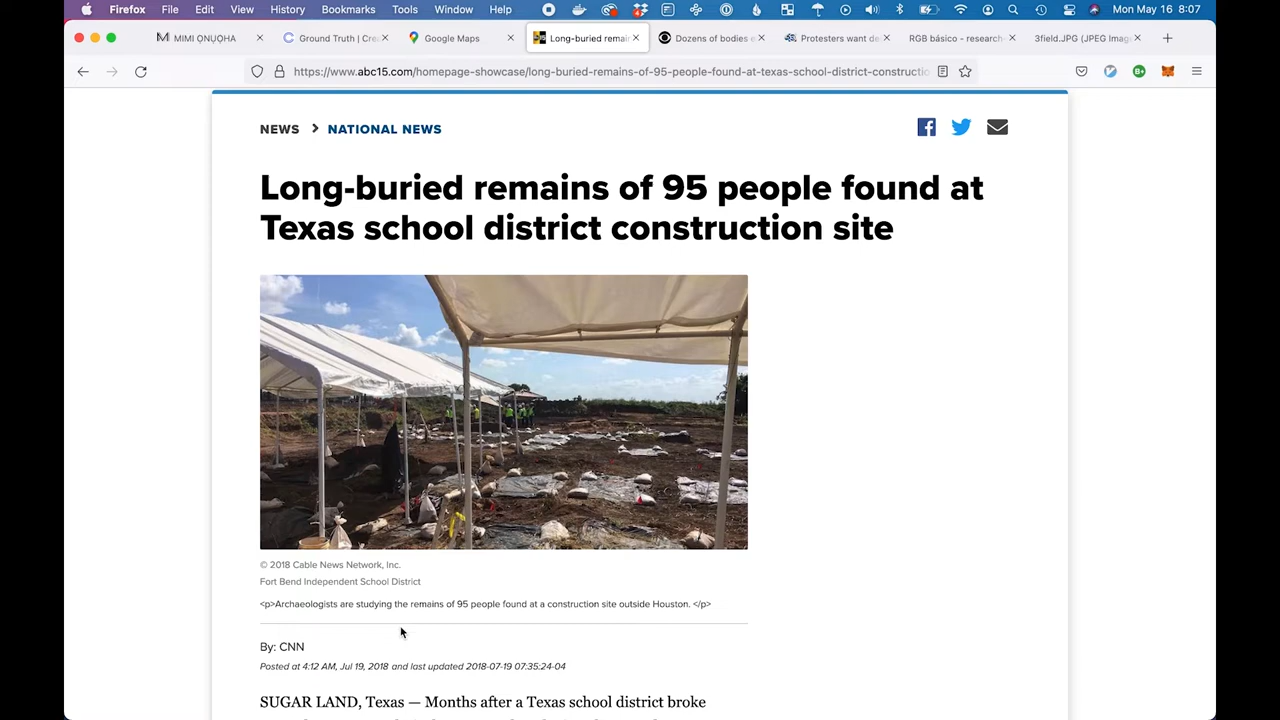 Firefox File Edit View History Bookmarks Tools Window Help Mon May 16 8:07
MIMI ỌNỤỌHA Ground Truth | Crea Google Maps Long-buried remai Dozens of bodies e Protesters want de RGB básico - research 3field.JPG (JPEG Imag
https://www.abc15.com/homepage-showcase/long-buried-remains-of-95-people-found-at-texas-school-district-constructio
NEWS > NATIONAL NEWS
Long-buried remains of 95 people found at
Texas school district construction site
© 2018 Cable News Network, Inc.
Fort Bend Independent School District
<p>Archaeologists are studying the remains of 95 people found at a construction site outside Houston. </p>
By: CNN
Posted at 4:12 AM, Jul 19, 2018 and last updated 2018-07-19 07:35:24-04
SUGAR LAND, Texas — Months after a Texas school district broke